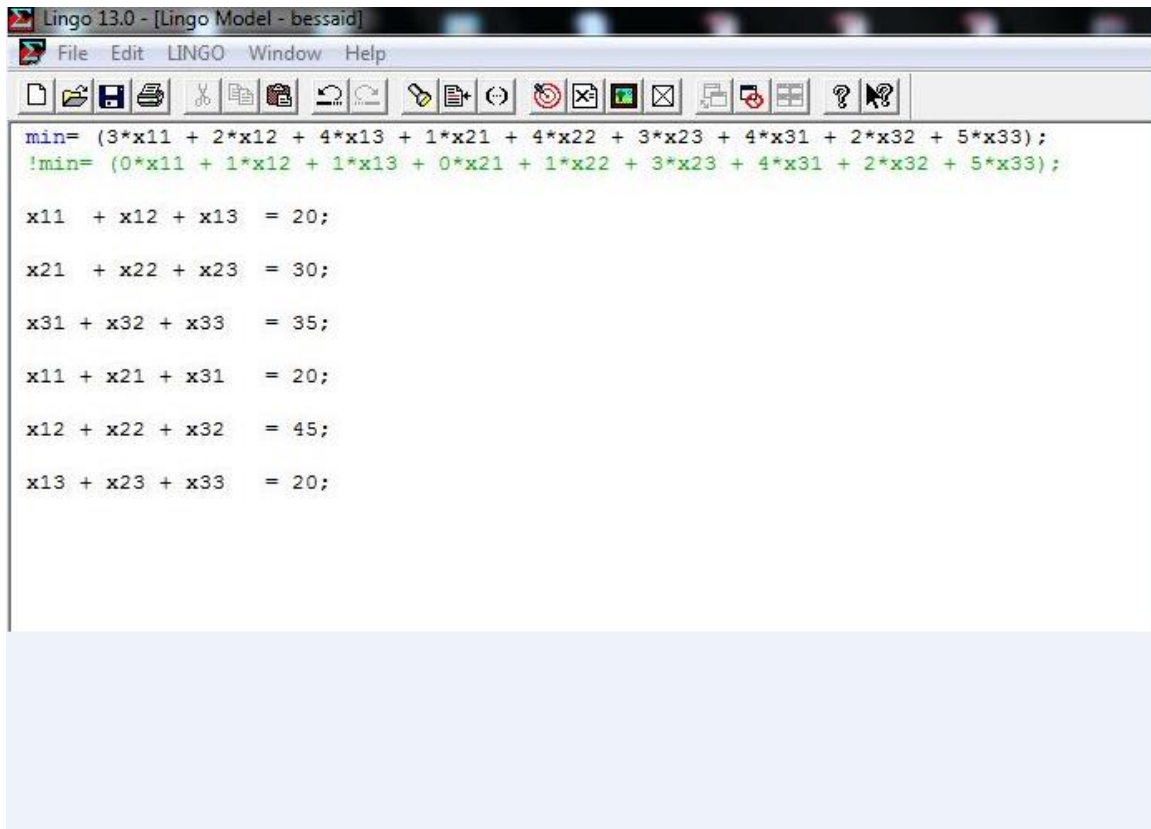 Lingo 13.0 - [Lingo Model - bessaid]
File Edit LINGO Window Help
min= (3*x11 + 2*x12 + 4*x13 + 1*x21 + 4*x22 + 3*x23 + 4*x31 + 2*x32 + 5*x33);
!min= (0*x11 + 1*x12 + 1*x13 + 0*x21 + 1*x22 + 3*x23 + 4*x31 + 2*x32 + 5*x33);
x11 + x12 + x13 = 20;
x21 + x22 + x23 = 30;
x31 + x32 + x33 = 35;
x11 + x21 + x31 = 20;
x12 + x22 + x32 = 45;
x13 + x23 + x33 = 20;